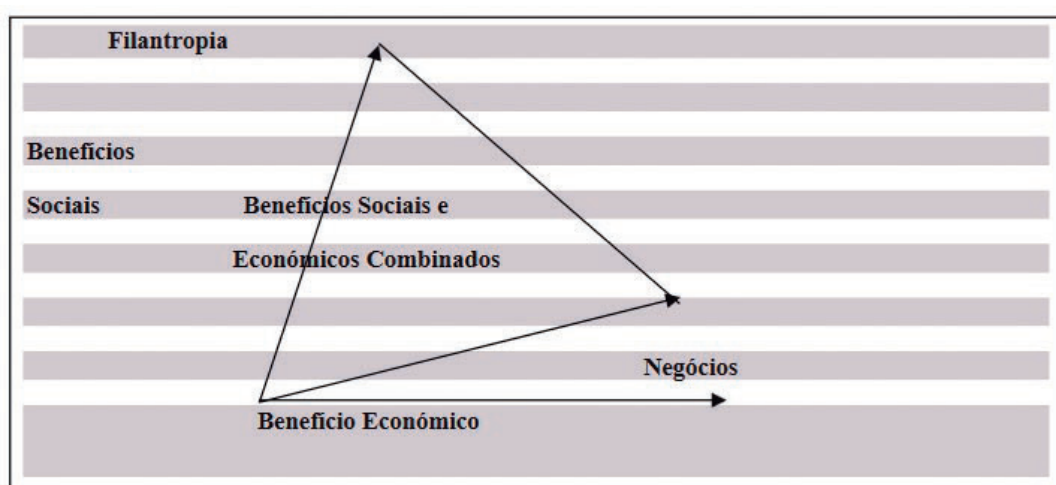 Filantropia
Benefícios
Sociais
Benefícios Sociais e
Económicos Combinados
Negócios
Benefício Económico